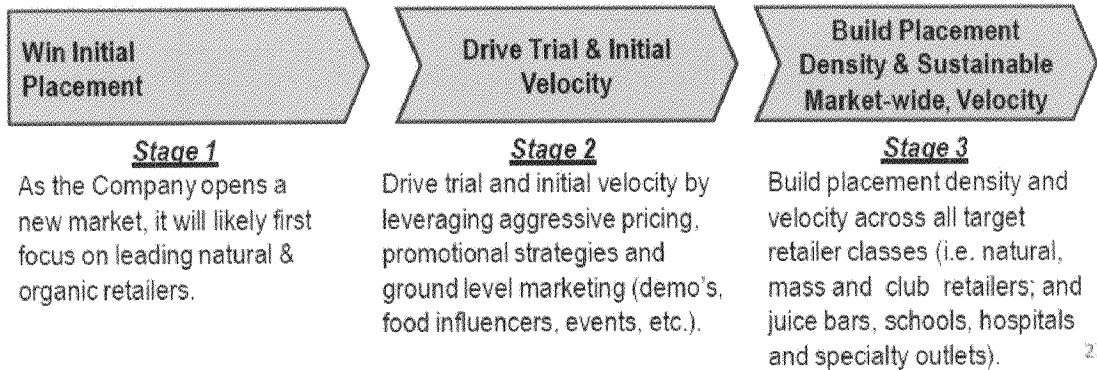 Win Initial
Placement
Drive Trial & Initial
Velocity
Build Placement
Density & Sustainable
Market-wide, Velocity
Stage 1
As the Company opens a
new market, it will likely first
focus on leading natural &
organic retailers.
Stage 2
Drive trial and initial velocity by
leveraging aggressive pricing,
promotional strategies and
ground level marketing (demo's,
food influencers, events, etc.).
Stage 3
Build placement density and
velocity across all target
retailer classes (i.e. natural,
mass and club retailers; and
juice bars, schools, hospitals
and specialty outlets).